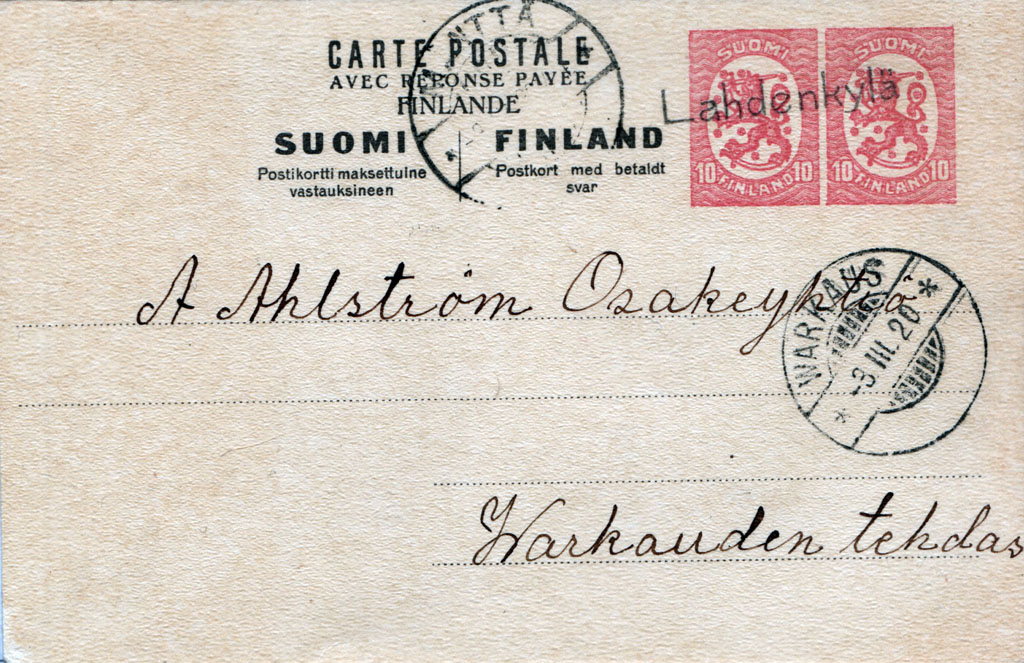 CARTE POSTALE
AVEC RÉPONSE PAYÉE
FINLANDE
SUOMI FINLAND
Postikortti maksettuine vastauksineen
Postkort med betaldt svar
MÄNTTÄ
SUOMI
10 FINLAND 10
SUOMI
10 FINLAND 10
Lahdenkylä
A Ahlström Osakeyhtiö
WARKAUS
-3 III. 20
Warkauden tehdas